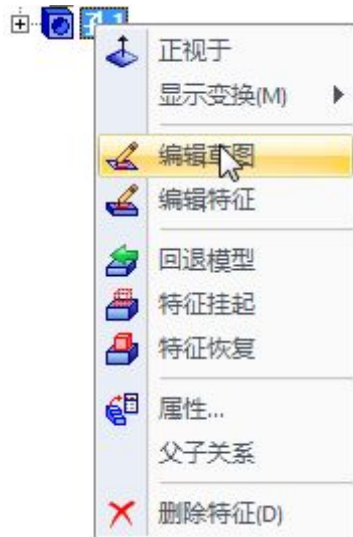 正视于
显示变换(M)
编辑草图
编辑特征
回退模型
特征挂起
特征恢复
属性...
父子关系
删除特征(D)